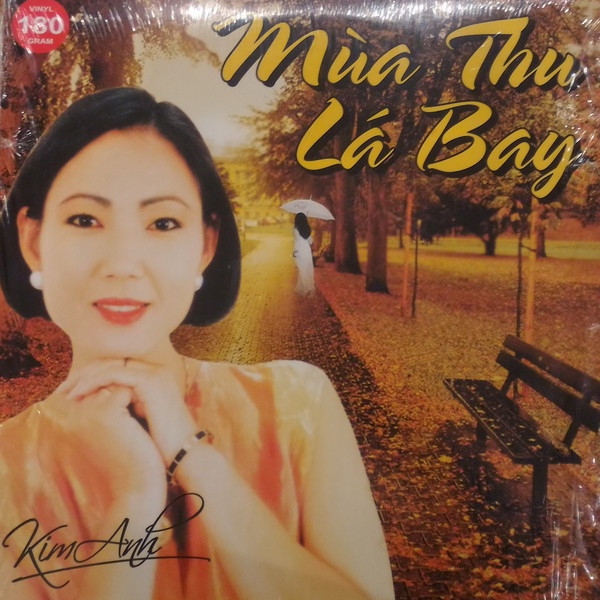 VINYL
180
GRAM
Mùa Thu
Lá Bay
Kim Anh